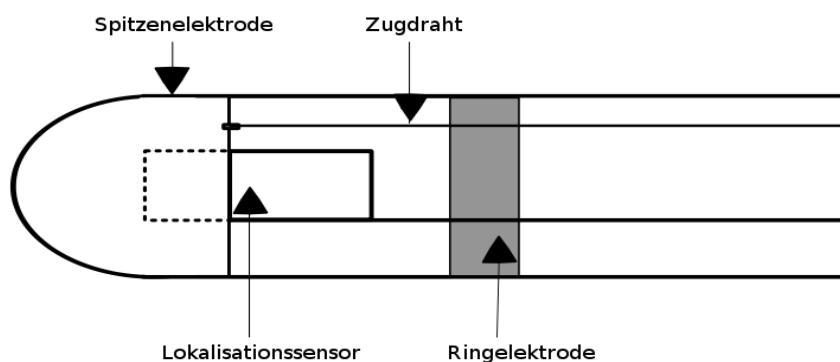 Spitzenelektrode
Zugdraht
Lokalisationssensor
Ringelektrode